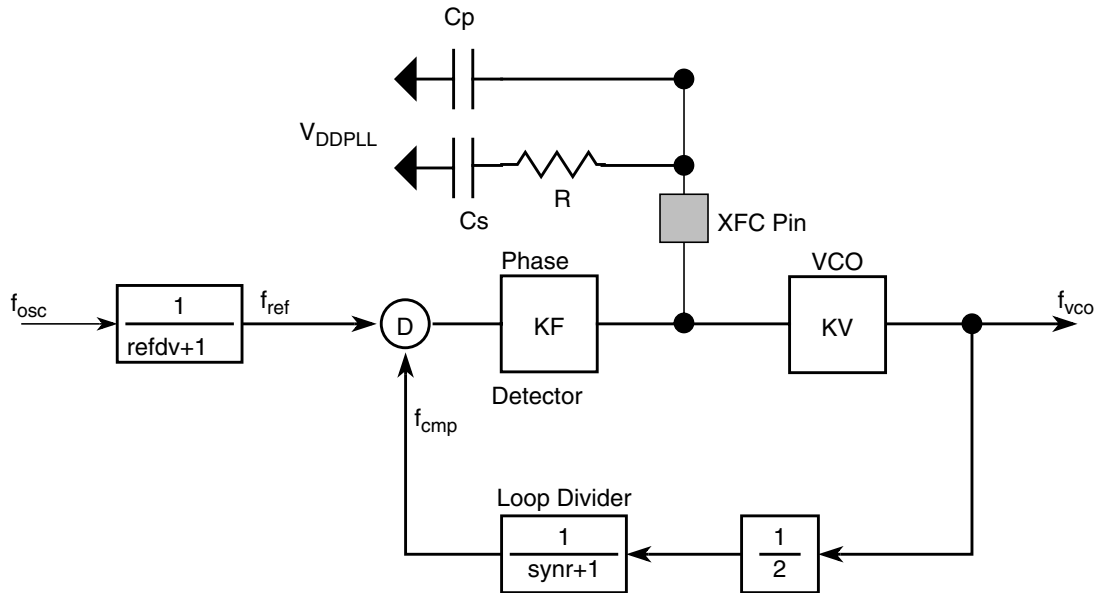 Cp
VDDPLL
Cs
R
XFC Pin
Phase
VCO
fosc
1
refdv+1
fref
D
KF
KV
fvco
Detector
fcmp
Loop Divider
1
synr+1
1
2